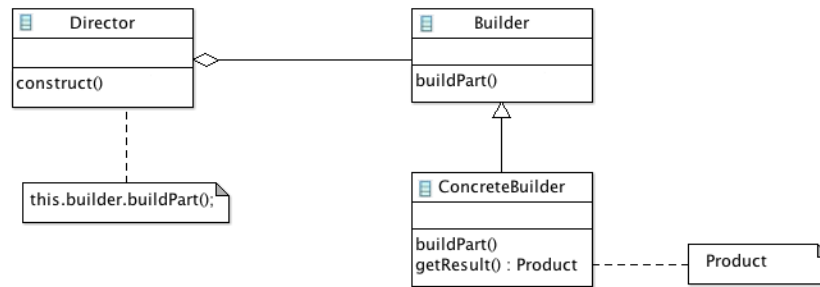 Director
construct()
Builder
buildPart()
this.builder.buildPart();
ConcreteBuilder
buildPart()
getResult() : Product
Product